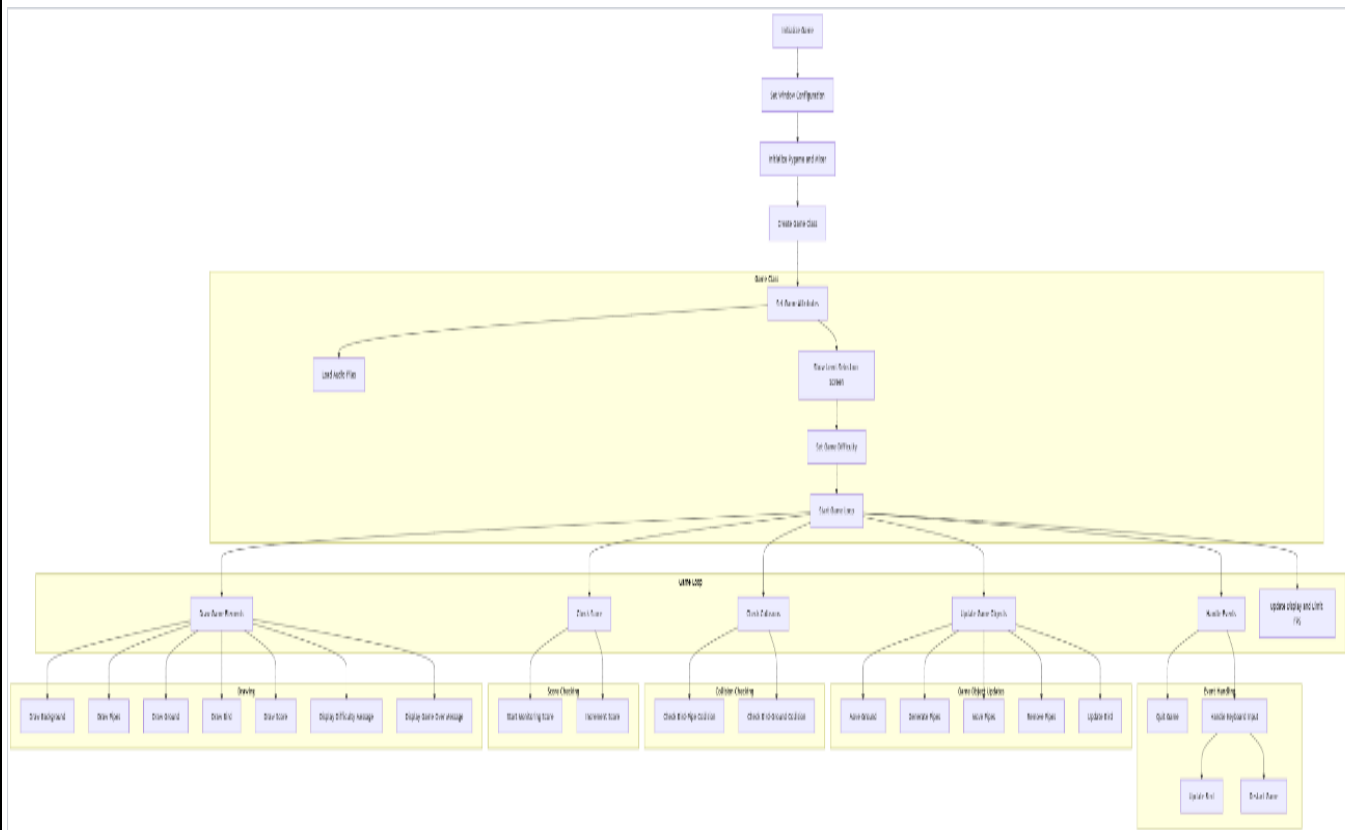 Initialize Game
Set Window Configuration
Initialize Pygame and Mixer
Create Game Class
Game Class
Set Game Attributes
Load Audio Files
Show Level Selection
Screen
Set Game Difficulty
Start Game Loop
Game Loop
Draw Game Elements
Check Score
Check Collisions
Update Game Objects
Handle Events
Update Display and Limit
FPS
Drawing
Score Checking
Collision Checking
Game Object Updates
Event Handling
Draw Background
Draw Pipes
Draw Ground
Draw Bird
Draw Score
Display Difficulty Message
Display Game Over Message
Start Monitoring Score
Increment Score
Check Bird-Pipe Collision
Check Bird-Ground Collision
Move Ground
Generate Pipes
Move Pipes
Remove Pipes
Update Bird
Quit Game
Handle Keyboard Input
Update Bird
Restart Game